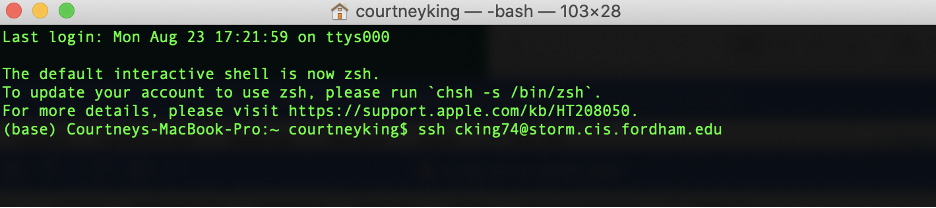 courtneyking — -bash — 103×28
Last login: Mon Aug 23 17:21:59 on ttys000
The default interactive shell is now zsh.
To update your account to use zsh, please run `chsh -s /bin/zsh`.
For more details, please visit https://support.apple.com/kb/HT208050.
(base) Courtneys-MacBook-Pro:~ courtneyking$ ssh cking74@storm.cis.fordham.edu